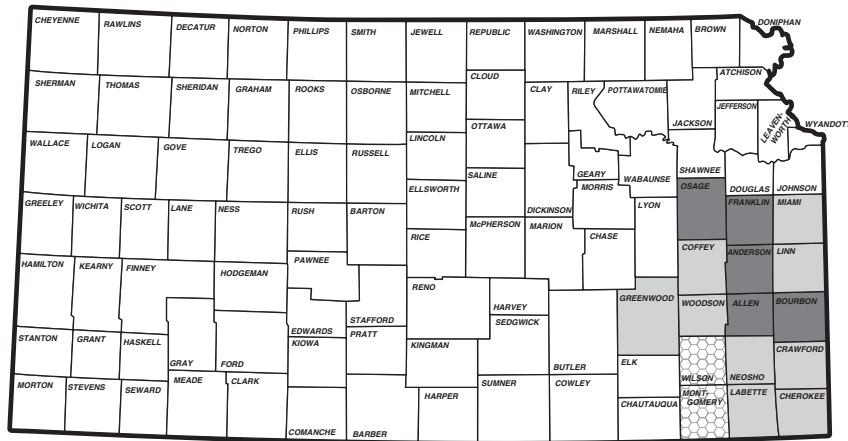 CHEYENNE
RAWLINS
DECATUR
NORTON
PHILLIPS
SMITH
JEWELL
REPUBLIC
WASHINGTON
MARSHALL
NEMAHA
BROWN
DONIPHAN
CLOUD
ATCHISON
SHERMAN
THOMAS
SHERIDAN
GRAHAM
ROOKS
OSBORNE
MITCHELL
CLAY
RILEY
POTTAWATOMIE
JACKSON
JEFFERSON
LEAVEN-
WORTH
WYANDOTT
OTTAWA
LINCOLN
WALLACE
LOGAN
GOVE
TREGO
ELLIS
RUSSELL
SALINE
GEARY
WABAUNSE
SHAWNEE
ELLSWORTH
DICKINSON
MORRIS
OSAGE
DOUGLAS
JOHNSON
GREELEY
WICHITA
SCOTT
LANE
NESS
RUSH
BARTON
McPHERSON
MARION
LYON
FRANKLIN
MIAMI
RICE
CHASE
COFFEY
ANDERSON
LINN
HAMILTON
KEARNY
FINNEY
HODGEMAN
PAWNEE
RENO
HARVEY
GREENWOOD
WOODSON
ALLEN
BOURBON
STAFFORD
SEDGWICK
EDWARDS
PRATT
STANTON
GRANT
HASKELL
GRAY
FORD
KIOWA
KINGMAN
BUTLER
ELK
WILSON
NEOSHO
CRAWFORD
MORTON
STEVENS
SEWARD
MEADE
CLARK
COMANCHE
BARBER
HARPER
SUMNER
COWLEY
CHAUTAUQUA
MONT-
GOMERY
LABETTE
CHEROKEE